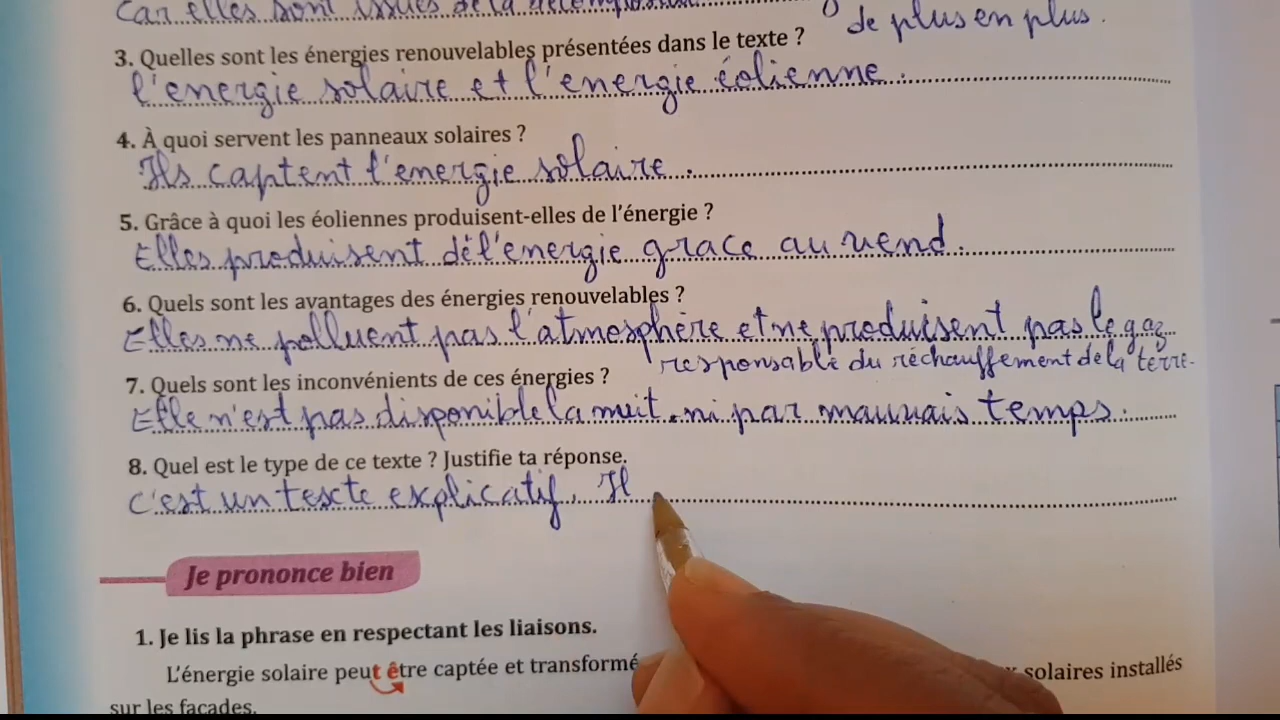 Car elles sont issues de la
de plus en plus.
3. Quelles sont les énergies renouvelables présentées dans le texte ?
l'energie solaire et l'energie éolienne.
4. À quoi servent les panneaux solaires ?
Ils captent l'energie solaire.
5. Grâce à quoi les éoliennes produisent-elles de l'énergie ?
Elles produisent de l'energie grace au vend.
6. Quels sont les avantages des énergies renouvelables ?
Elles ne polluent pas l'atmosphère et ne produisent pas le gaz
responsable du réchauffement de la terre.
7. Quels sont les inconvénients de ces énergies ?
Elle n'est pas disponible la nuit. ni par mauvais temps.
8. Quel est le type de ce texte ? Justifie ta réponse.
C'est un texte explicatif, Il
Je prononce bien
1. Je lis la phrase en respectant les liaisons.
L'énergie solaire peut être captée et transformé solaires installés
sur les façades.